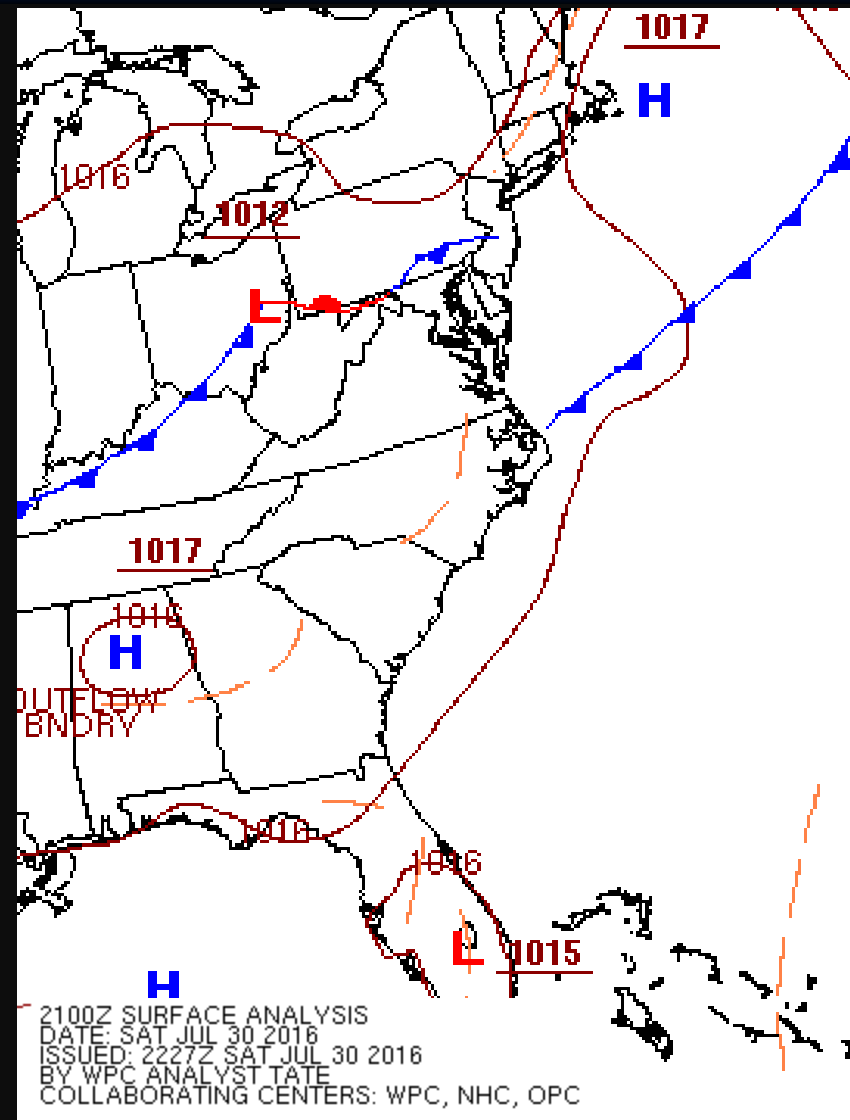 1017
H
1016
1012
L
1017
1016
H
OUTFLOW
BNDRY
1016
1016
L
1015
H
2100Z SURFACE ANALYSIS
DATE: SAT JUL 30 2016
ISSUED: 2227Z SAT JUL 30 2016
BY WPC ANALYST TATE
COLLABORATING CENTERS: WPC, NHC, OPC